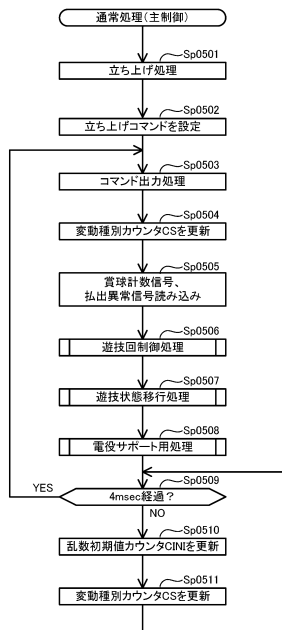 通常処理(主制御)
Sp0501
立ち上げ処理
Sp0502
立ち上げコマンドを設定
Sp0503
コマンド出力処理
Sp0504
変動種別カウンタCSを更新
Sp0505
賞球計数信号、
払出異常信号読み込み
Sp0506
遊技回制御処理
Sp0507
遊技状態移行処理
Sp0508
電役サポート用処理
Sp0509
YES
4msec経過?
NO
Sp0510
乱数初期値カウンタCINIを更新
Sp0511
変動種別カウンタCSを更新